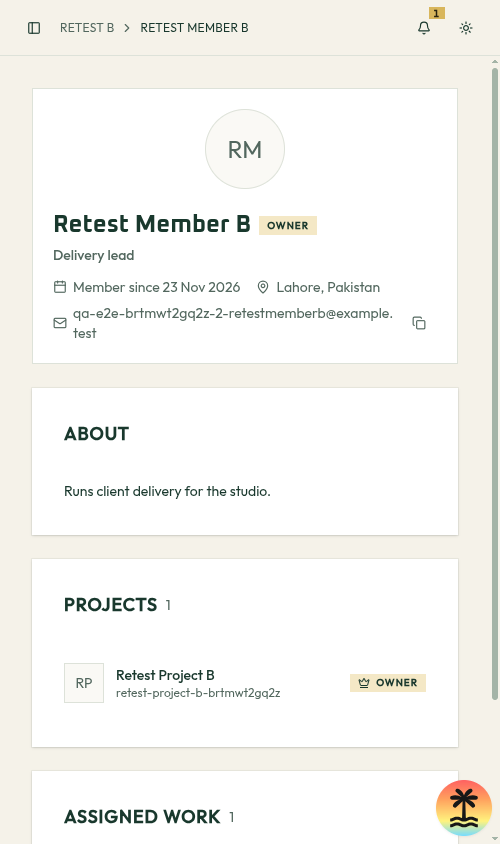 RETEST B > RETEST MEMBER B
1
RM
Retest Member B OWNER
Delivery lead
Member since 23 Nov 2026 Lahore, Pakistan
qa-e2e-brtmwt2gq2z-2-retestmemberb@example.
test
ABOUT
Runs client delivery for the studio.
PROJECTS 1
RP
Retest Project B
retest-project-b-brtmwt2gq2z
OWNER
ASSIGNED WORK 1